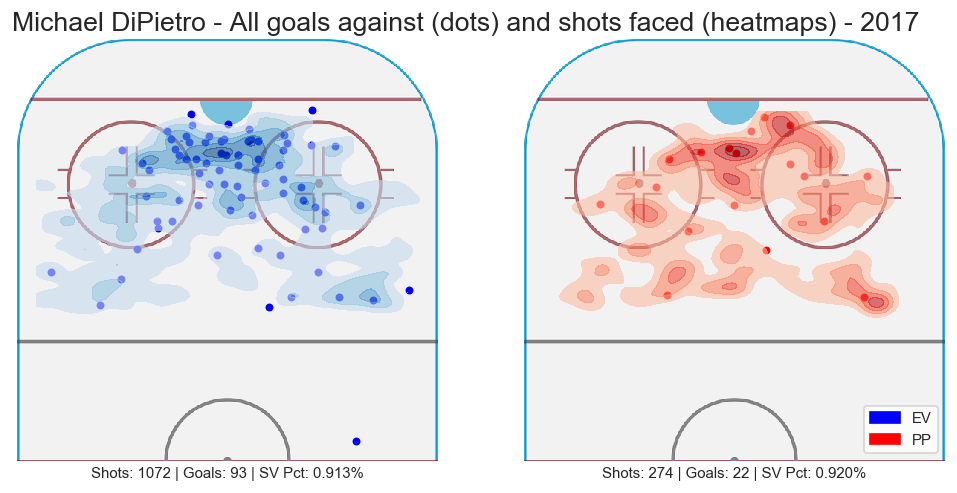 Michael DiPietro - All goals against (dots) and shots faced (heatmaps) - 2017
EV
PP
Shots: 1072 | Goals: 93 | SV Pct: 0.913%
Shots: 274 | Goals: 22 | SV Pct: 0.920%